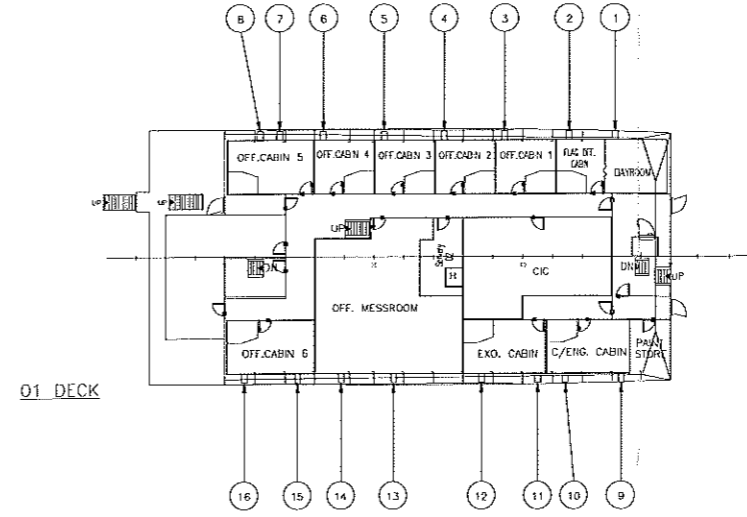 8 7 6 5 4 3 2 1
OFF.CABIN 5 OFF.CABIN 4 OFF.CABIN 3 OFF.CABIN 2 OFF.CABIN 1 FLAG OFF. CABIN DAYROOM
UP UP
UP
DN
H
CIC
DN
UP
OFF. MESSROOM
OFF.CABIN 6 EXO. CABIN C/ENG. CABIN PAINT STORE
01 DECK
16 15 14 13 12 11 10 9